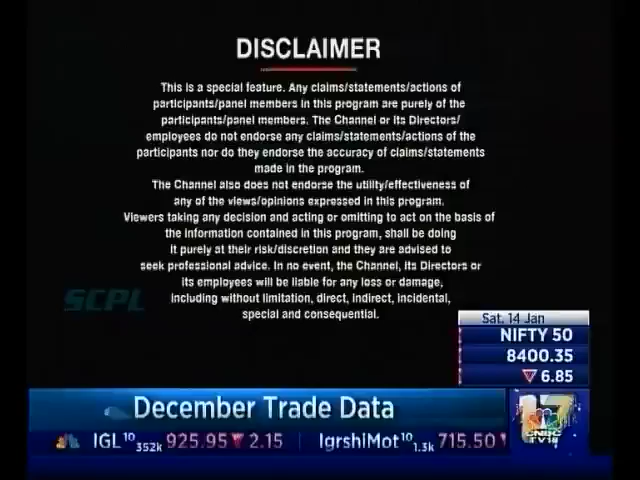 DISCLAIMER
This is a special feature. Any claims/statements/actions of
participants/panel members in this program are purely of the
participants/panel members. The Channel or its Directors/
employees do not endorse any claims/statements/actions of the
participants nor do they endorse the accuracy of claims/statements
made in the program.
The Channel also does not endorse the utility/effectiveness of
any of the views/opinions expressed in this program.
Viewers taking any decision and acting or omitting to act on the basis of
the information contained in this program, shall be doing
it purely at their risk/discretion and they are advised to
seek professional advice. In no event, the Channel, its Directors or
its employees will be liable for any loss or damage,
including without limitation, direct, indirect, incidental,
special and consequential.
SCPL
Sat, 14 Jan
NIFTY 50
8400.35
▼ 6.85
December Trade Data
17
CNBC
TV18
IGL 10 352k 925.95 ▼ 2.15 IgrshiMot 10 1.3k 715.50 ▼